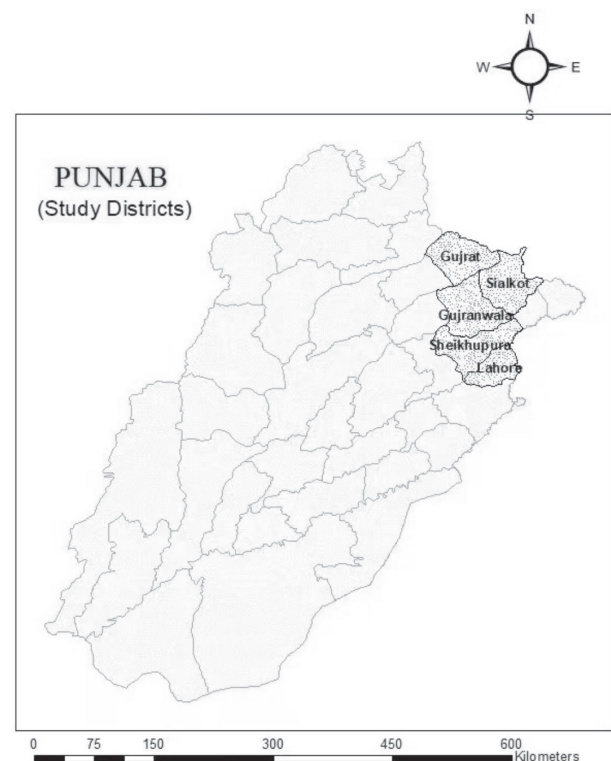 N
W E
S
PUNJAB
(Study Districts)
Gujrat
Sialkot
Gujranwala
Sheikhupura
Lahore
0 75 150 300 450 600
Kilometers